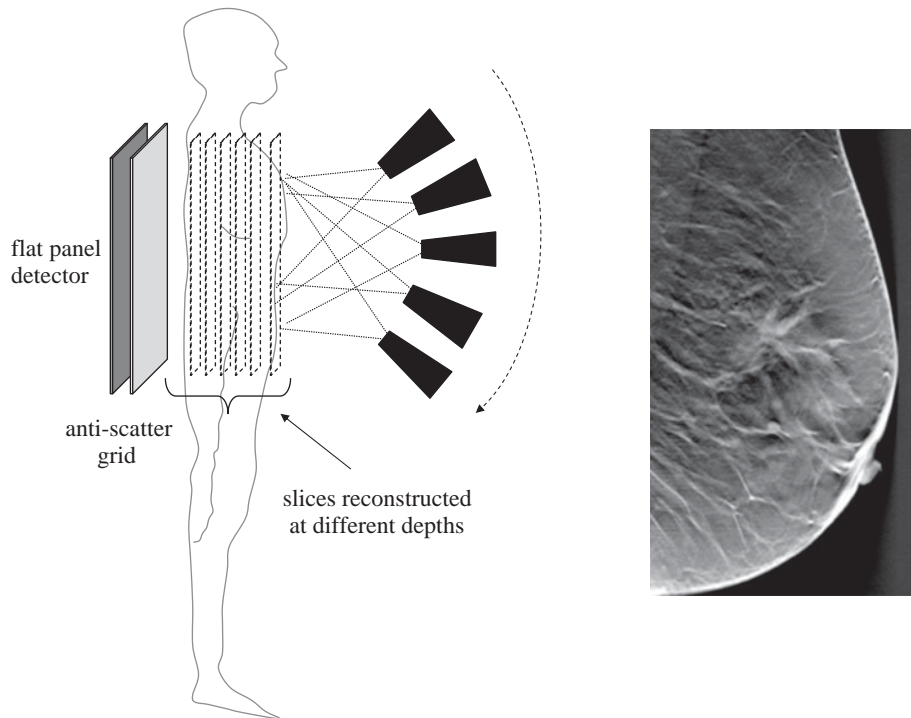 flat panel
detector
anti-scatter
grid
slices reconstructed
at different depths